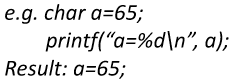 e.g. char a=65;
printf(“a=%d\n”, a);
Result: a=65;